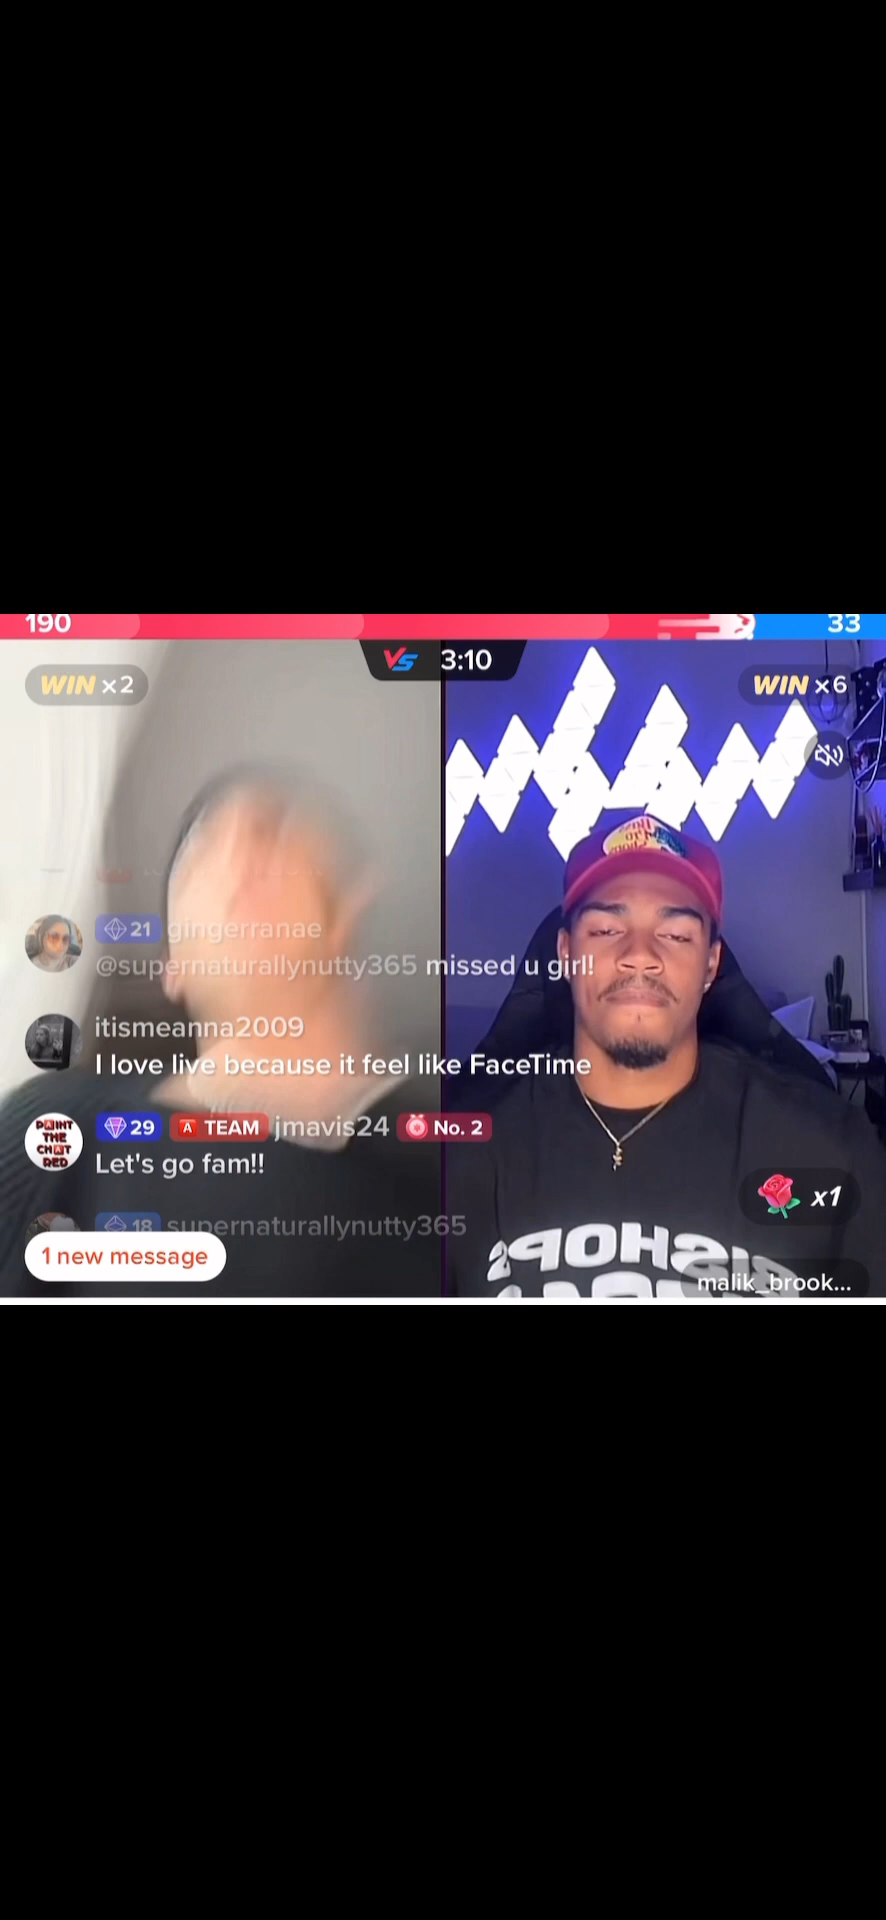 190
33
VS 3:10
WIN x2
WIN x6
21 gingerranae
@supernaturallynutty365 missed u girl!
itismeanna2009
I love live because it feel like FaceTime
PAINT
THE
CHAT
RED
29 A TEAM jmavis24 No. 2
Let's go fam!!
x1
18 supernaturallynutty365
1 new message
BISHOPS
malik_brook...